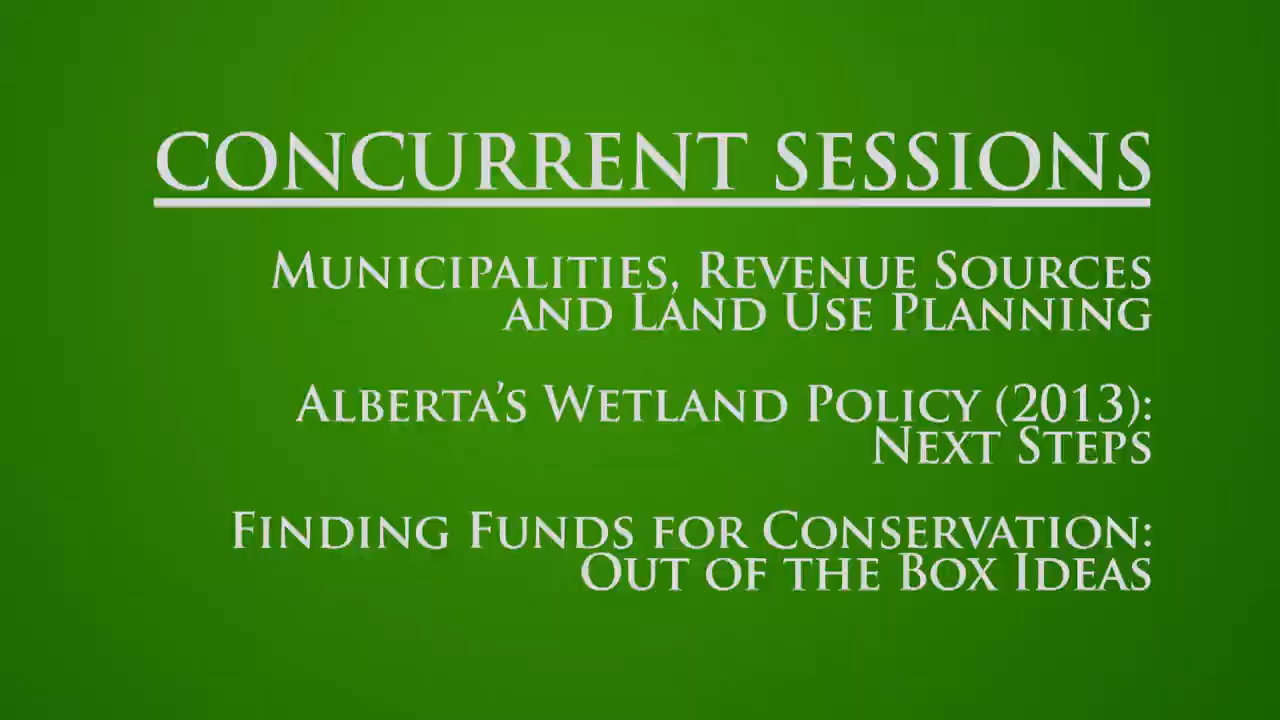 CONCURRENT SESSIONS
MUNICIPALITIES, REVENUE SOURCES
AND LAND USE PLANNING
ALBERTA'S WETLAND POLICY (2013):
NEXT STEPS
FINDING FUNDS FOR CONSERVATION:
OUT OF THE BOX IDEAS